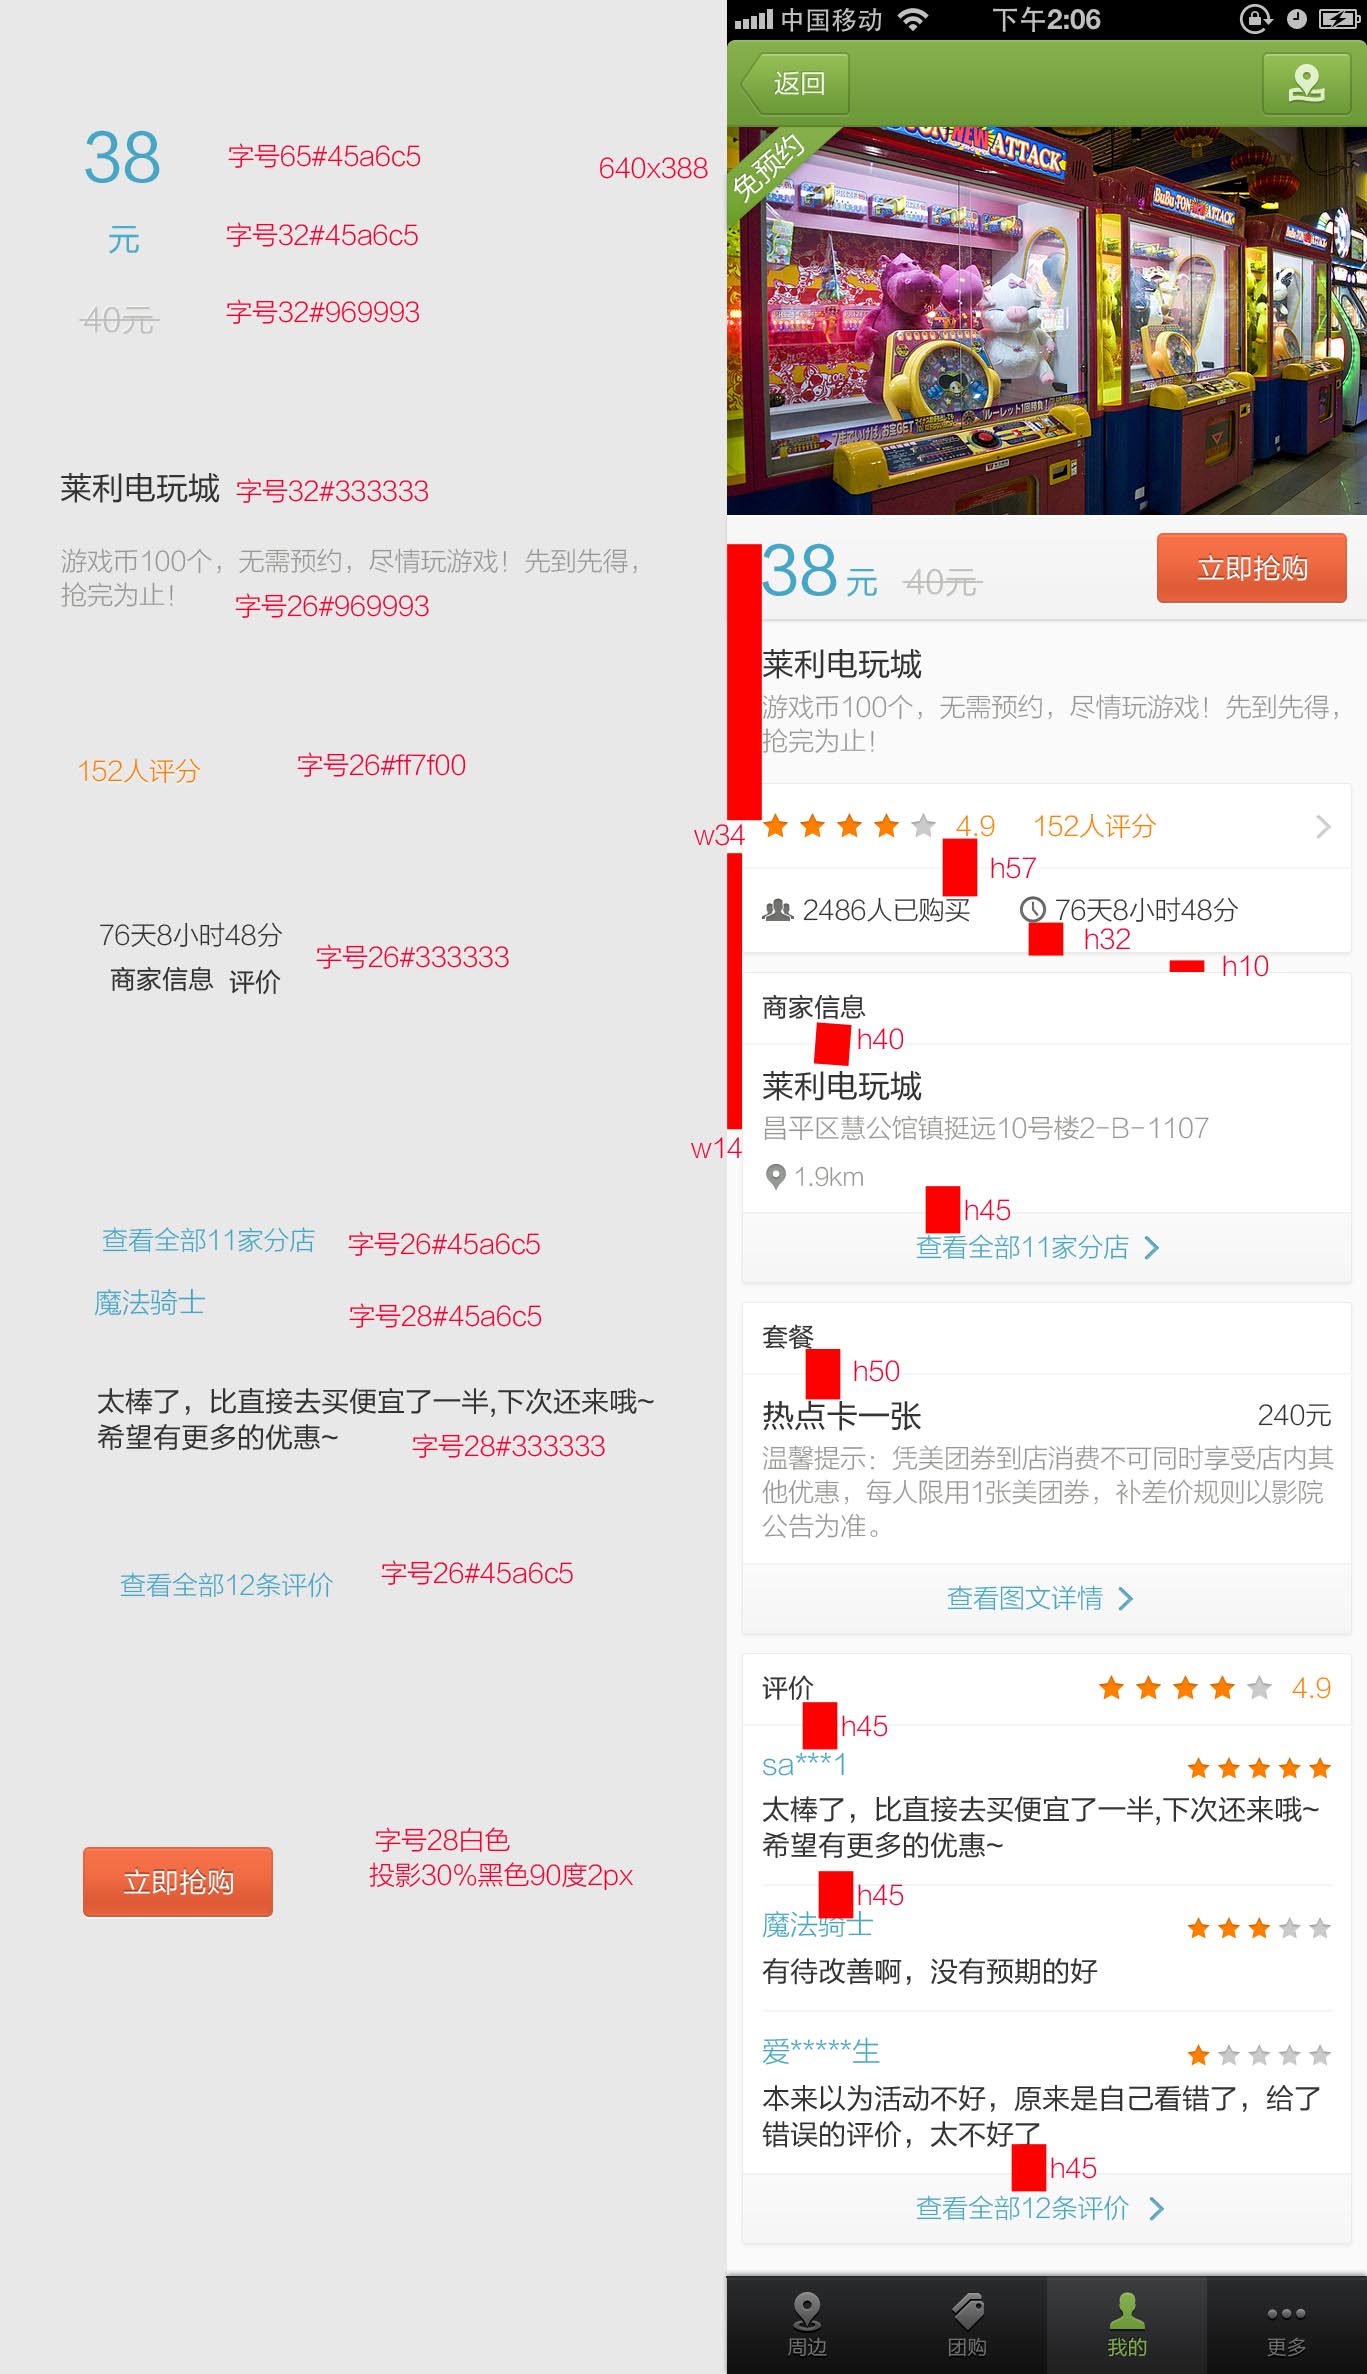 38
字号65#45a6c5
640x388
元
字号32#45a6c5
40元
字号32#969993
莱利电玩城
字号32#333333
游戏币100个，无需预约，尽情玩游戏！先到先得，
抢完为止！
字号26#969993
152人评分
字号26#ff7f00
76天8小时48分
商家信息
评价
字号26#333333
查看全部11家分店
字号26#45a6c5
魔法骑士
字号28#45a6c5
太棒了，比直接去买便宜了一半,下次还来哦~
希望有更多的优惠~
字号28#333333
查看全部12条评价
字号26#45a6c5
立即抢购
字号28白色
投影30%黑色90度2px
中国移动
下午2:06
返回
免预约
NEW ATTACK
BuBu-TON NEW ATTACK
38元
40元
立即抢购
莱利电玩城
游戏币100个，无需预约，尽情玩游戏！先到先得，
抢完为止！
w34
4.9
152人评分
h57
2486人已购买
76天8小时48分
h32
h10
商家信息
h40
莱利电玩城
昌平区慧公馆镇挺远10号楼2-B-1107
w14
1.9km
h45
查看全部11家分店
套餐
h50
热点卡一张
240元
温馨提示：凭美团券到店消费不可同时享受店内其
他优惠，每人限用1张美团券，补差价规则以影院
公告为准。
查看图文详情
评价
4.9
h45
sa***1
太棒了，比直接去买便宜了一半,下次还来哦~
希望有更多的优惠~
h45
魔法骑士
有待改善啊，没有预期的好
爱*****生
本来以为活动不好，原来是自己看错了，给了
错误的评价，太不好了
h45
查看全部12条评价
周边
团购
我的
更多